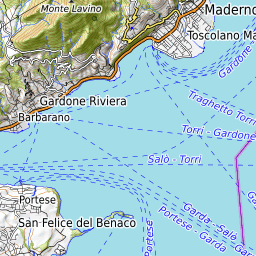 Monte Lavino
Maderno
Toscolano Ma
Gardone
Gardone Riviera
Barbarano
Traghetto Torri
Torri - Gardone
Salò - Torri
Portese
San Felice del Benaco
Garda - Salò
Portese - Garda
Portese